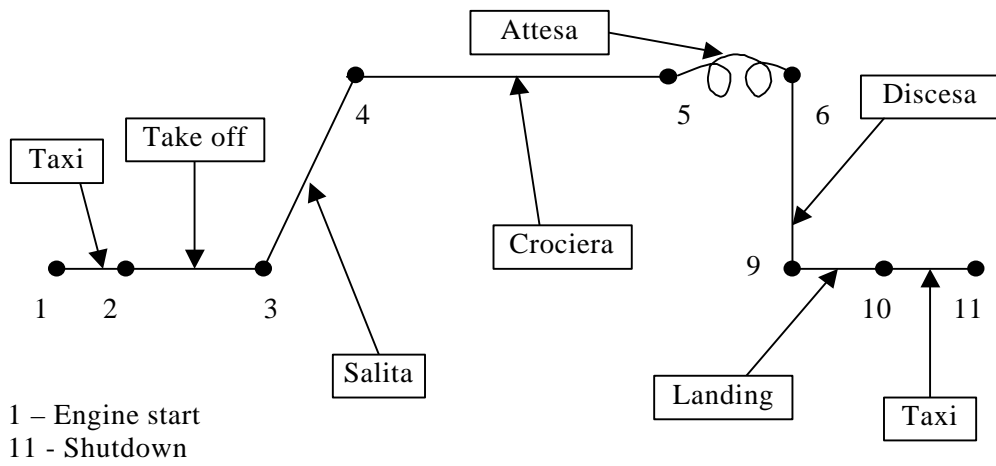 Attesa
4
5
6
Discesa
Take off
Taxi
Crociera
1
2
3
9
10
11
Salita
Landing
Taxi
1 – Engine start
11 - Shutdown